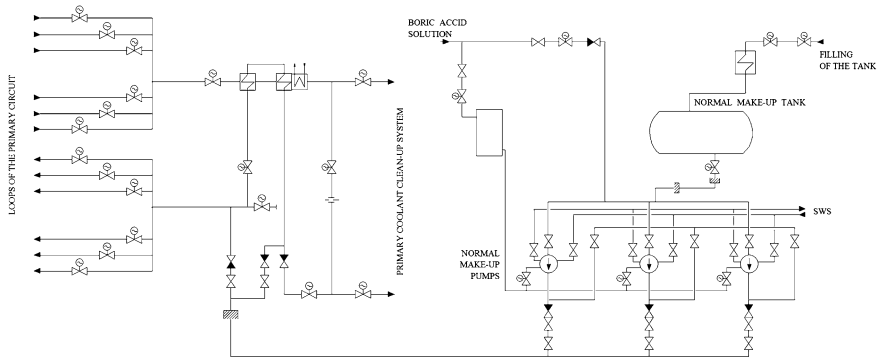 BORIC ACCID
SOLUTION
FILLING
OF THE TANK
NORMAL MAKE-UP TANK
LOOPS OF THE PRIMARY CIRCUIT
PRIMARY COOLANT CLEAN-UP SYSTEM
SWS
NORMAL
MAKE-UP
PUMPS